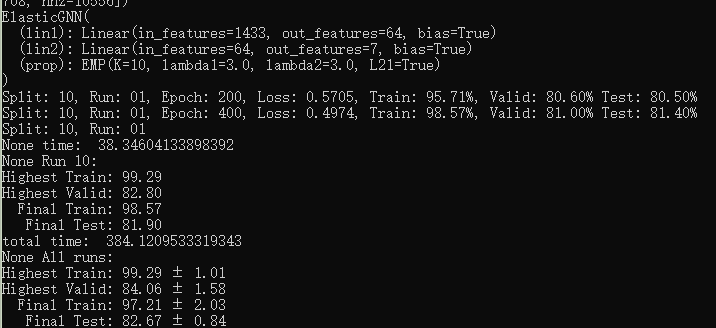 708, nnz=10556])
ElasticGNN(
  (lin1): Linear(in_features=1433, out_features=64, bias=True)
  (lin2): Linear(in_features=64, out_features=7, bias=True)
  (prop): EMP(K=10, lambda1=3.0, lambda2=3.0, L21=True)
)
Split: 10, Run: 01, Epoch: 200, Loss: 0.5705, Train: 95.71%, Valid: 80.60% Test: 80.50%
Split: 10, Run: 01, Epoch: 400, Loss: 0.4974, Train: 98.57%, Valid: 81.00% Test: 81.40%
Split: 10, Run: 01
None time:  38.34604133898392
None Run 10:
Highest Train: 99.29
Highest Valid: 82.80
  Final Train: 98.57
   Final Test: 81.90
total time:  384.1209533319343
None All runs:
Highest Train: 99.29 ± 1.01
Highest Valid: 84.06 ± 1.58
  Final Train: 97.21 ± 2.03
   Final Test: 82.67 ± 0.84